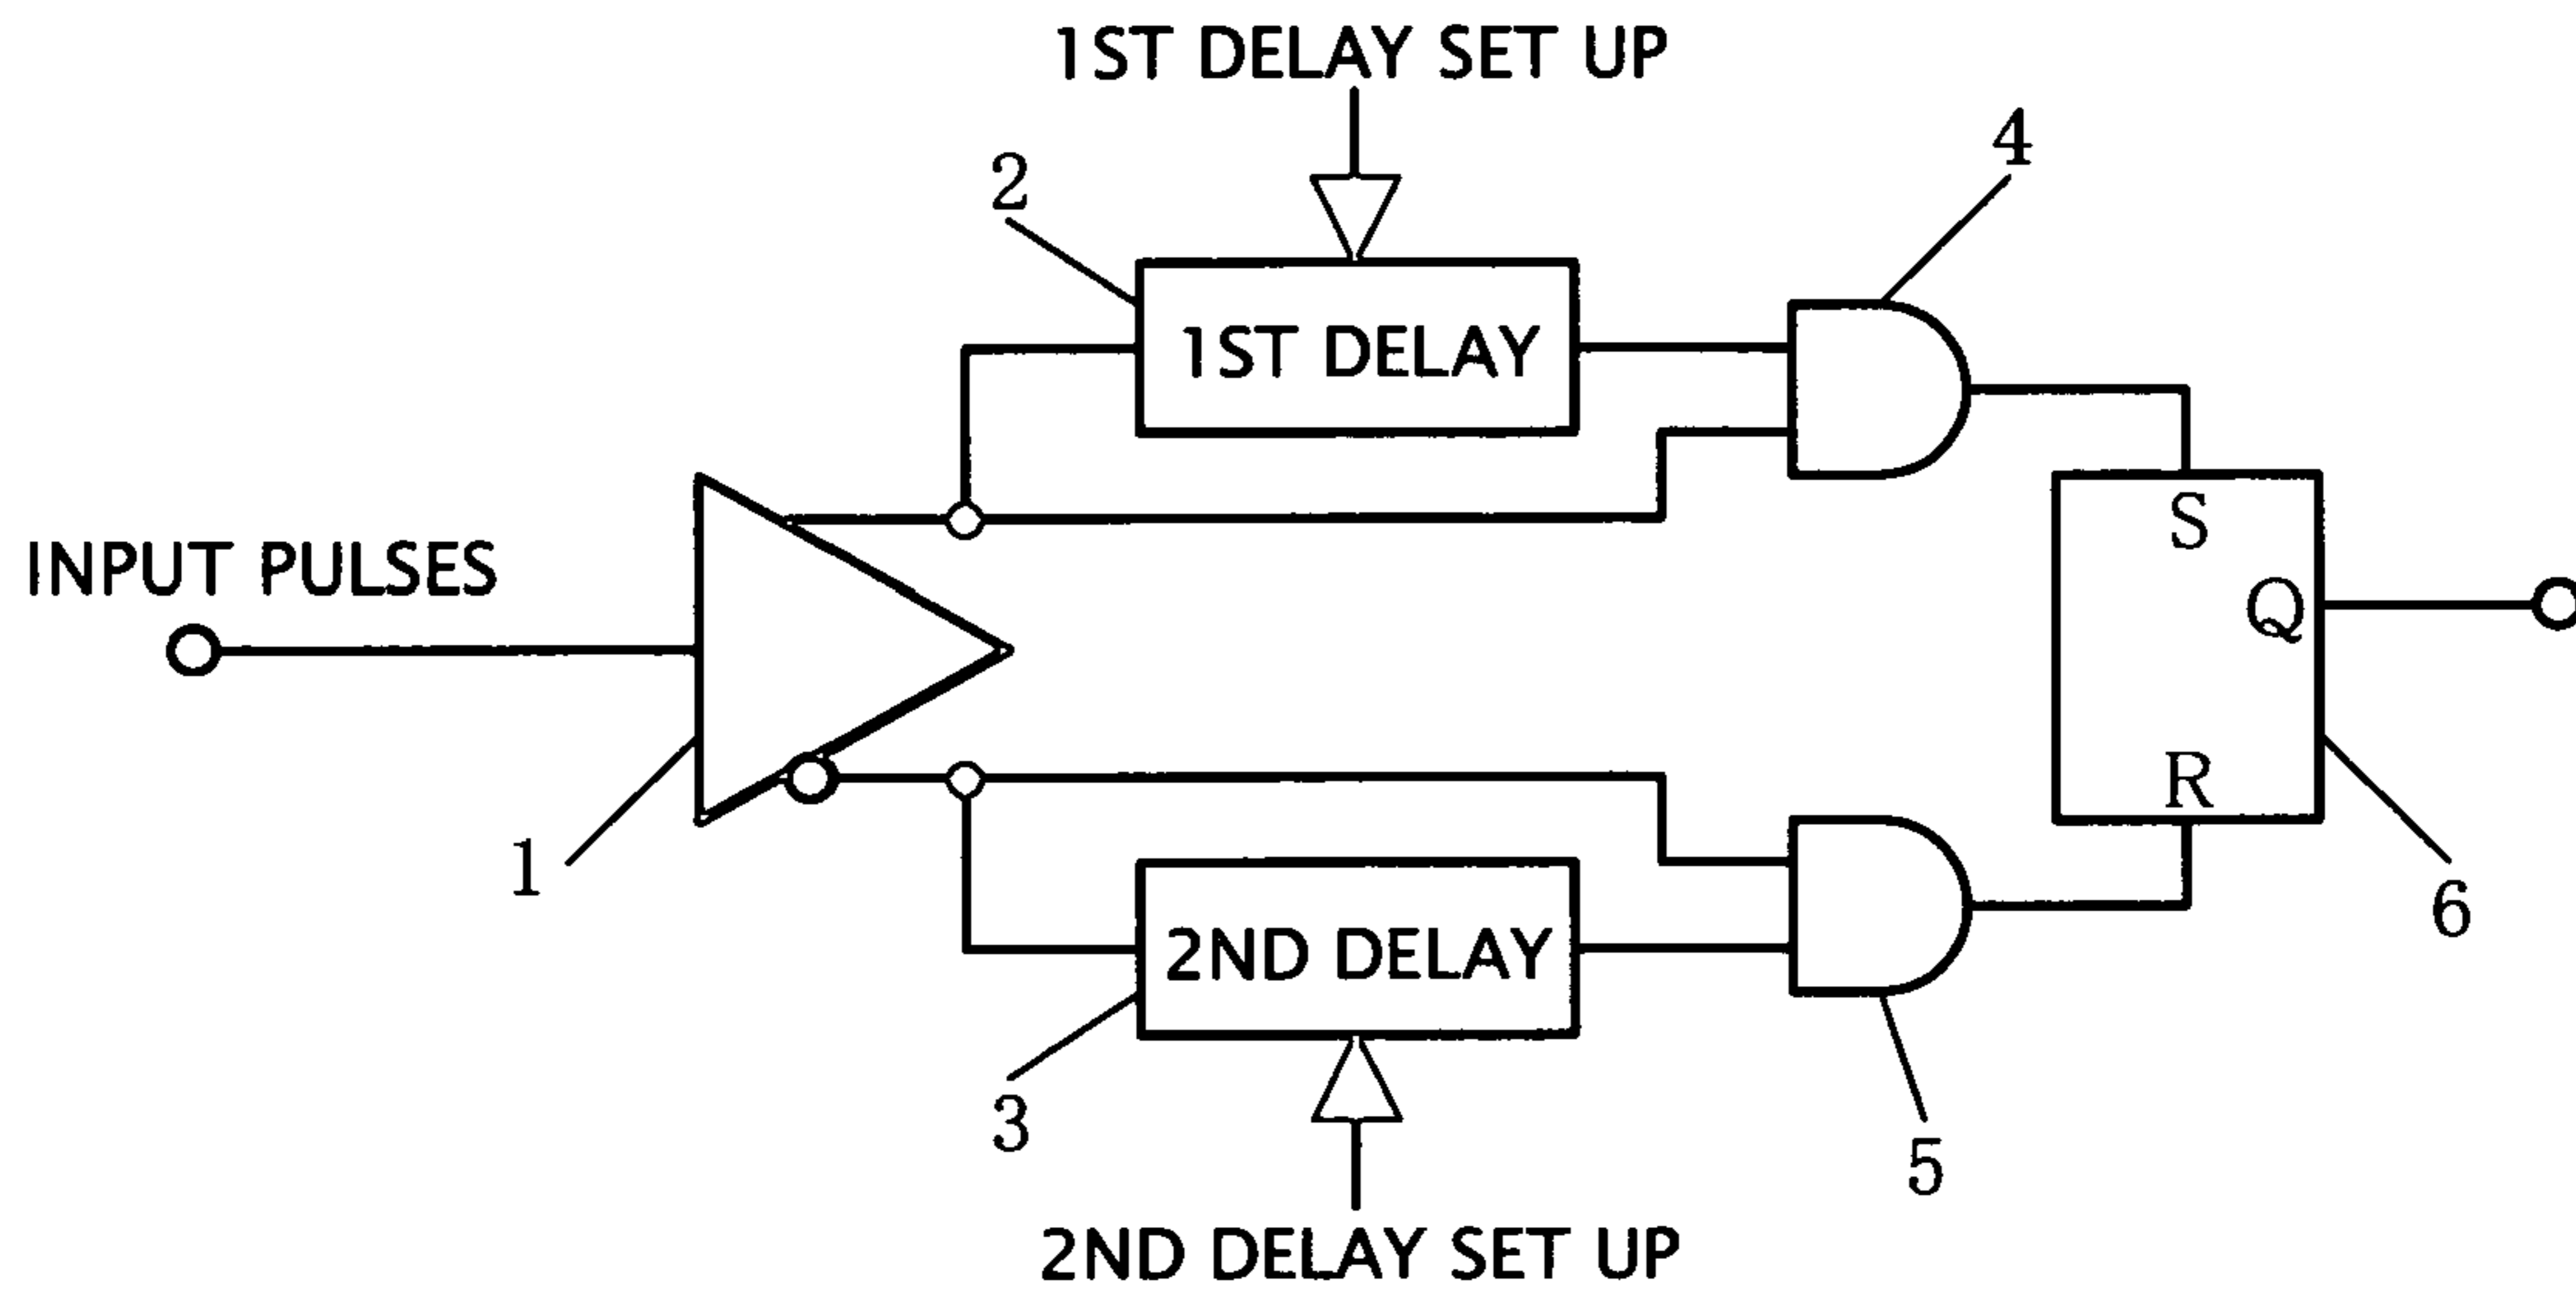 1ST DELAY SET UP
4
2
1ST DELAY
S
INPUT PULSES
Q
R
1
6
2ND DELAY
3
5
2ND DELAY SET UP